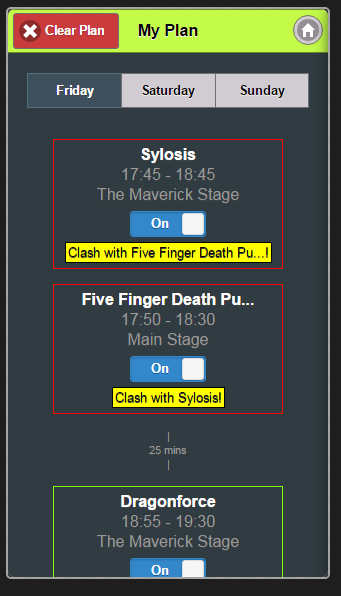 Clear Plan
My Plan
Friday
Saturday
Sunday
Sylosis
17:45 - 18:45
The Maverick Stage
On
Clash with Five Finger Death Pu...!
Five Finger Death Pu...
17:50 - 18:30
Main Stage
On
Clash with Sylosis!
25 mins
Dragonforce
18:55 - 19:30
The Maverick Stage
On